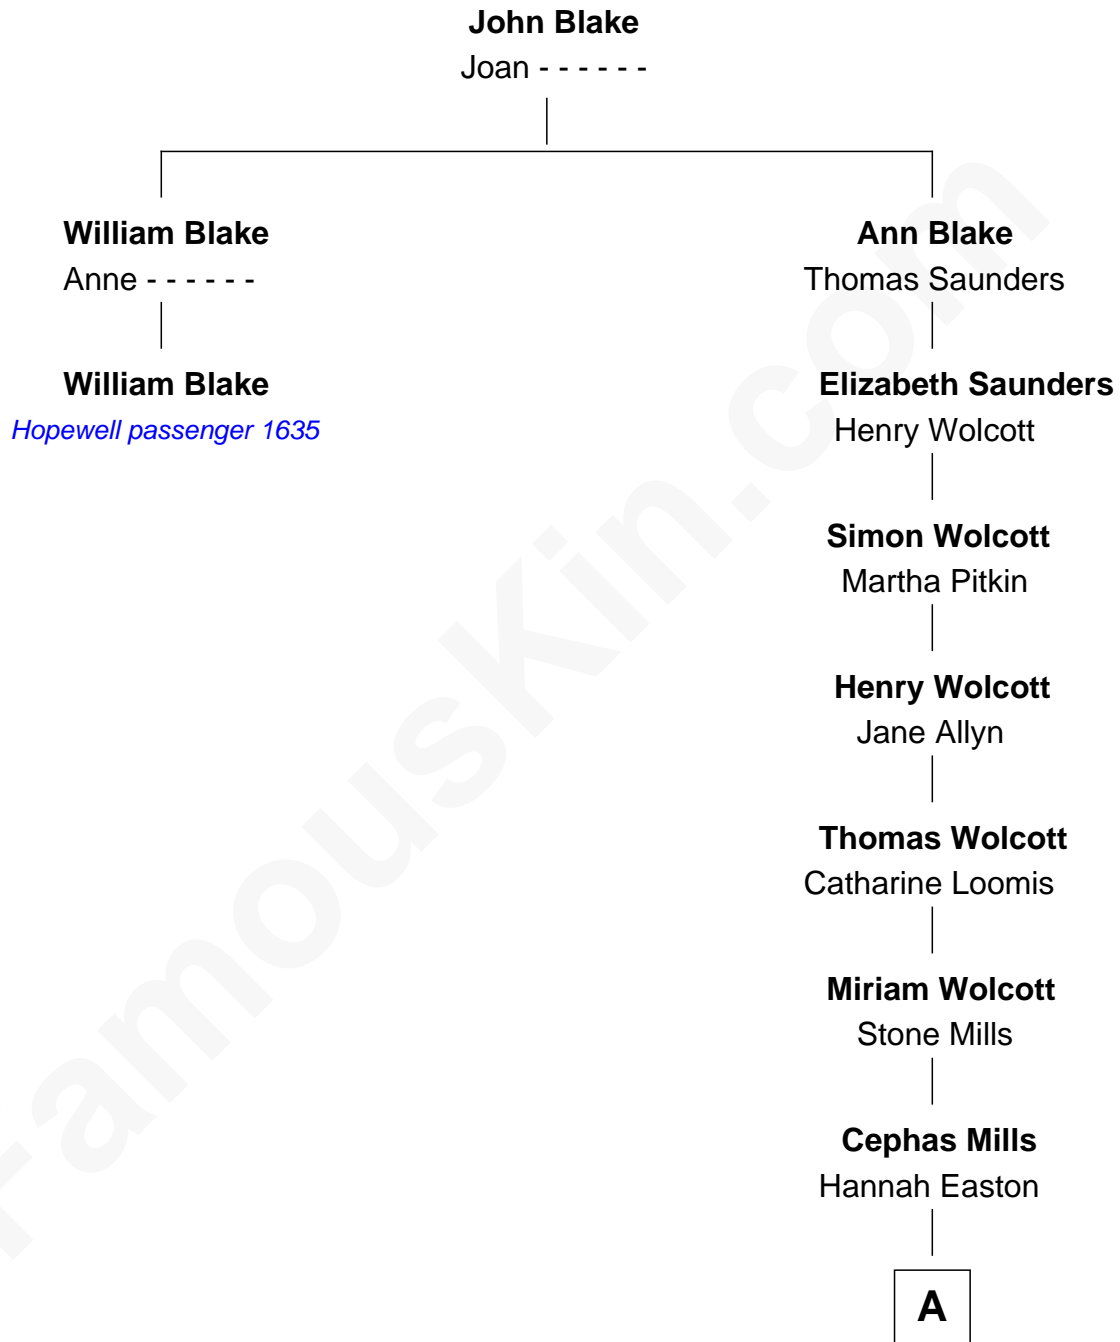 John Blake
Joan - - - - - -
William Blake
Anne - - - - - -
William Blake
Hopewell passenger 1635
Ann Blake
Thomas Saunders
Elizabeth Saunders
Henry Wolcott
Simon Wolcott
Martha Pitkin
Henry Wolcott
Jane Allyn
Thomas Wolcott
Catharine Loomis
Miriam Wolcott
Stone Mills
Cephas Mills
Hannah Easton
A
FamousKin.com